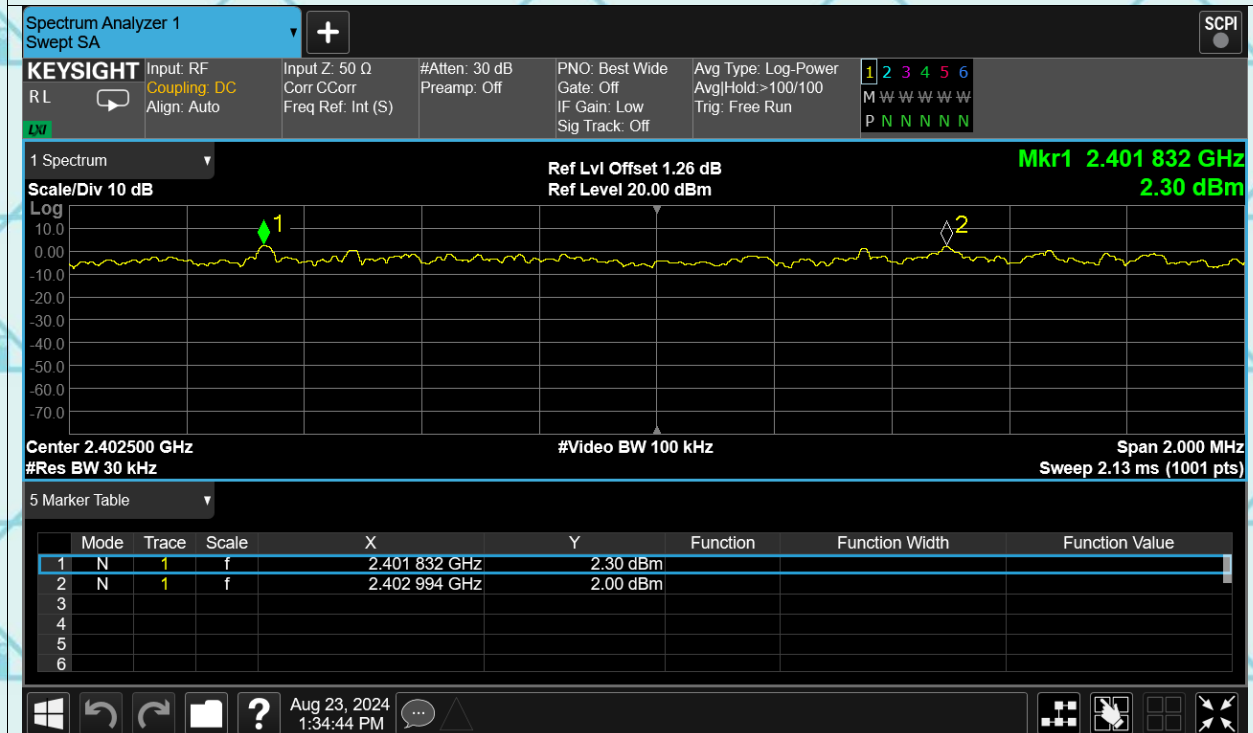 Spectrum Analyzer 1
Swept SA
+
SCPI
KEYSIGHT
R L
LXI
Input: RF
Coupling: DC
Align: Auto
Input Z: 50 Ω
Corr CCorr
Freq Ref: Int (S)
#Atten: 30 dB
Preamp: Off
PNO: Best Wide
Gate: Off
IF Gain: Low
Sig Track: Off
Avg Type: Log-Power
Avg|Hold:>100/100
Trig: Free Run
1 2 3 4 5 6
M W W W W W
P N N N N N
1 Spectrum
Scale/Div 10 dB
Ref Lvl Offset 1.26 dB
Ref Level 20.00 dBm
Mkr1 2.401 832 GHz
2.30 dBm
Log
10.0
0.00
-10.0
-20.0
-30.0
-40.0
-50.0
-60.0
-70.0
1
2
Center 2.402500 GHz
#Video BW 100 kHz
Span 2.000 MHz
#Res BW 30 kHz
Sweep 2.13 ms (1001 pts)
5 Marker Table
Mode Trace Scale X Y Function Function Width Function Value
1 N 1 f 2.401 832 GHz 2.30 dBm
2 N 1 f 2.402 994 GHz 2.00 dBm
3
4
5
6
?
Aug 23, 2024
1:34:44 PM